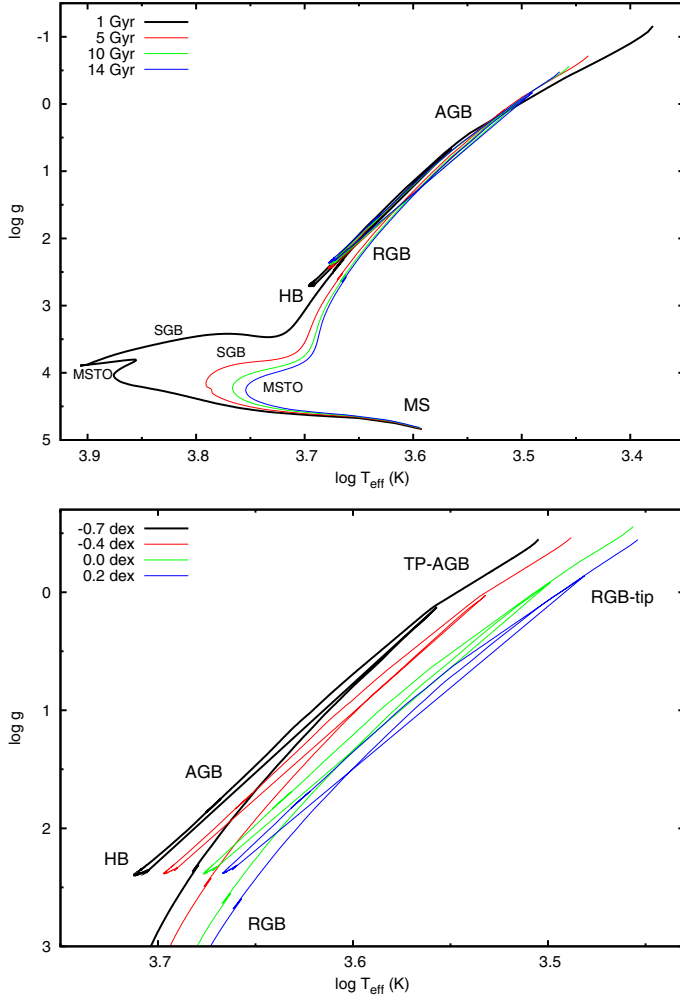 1 Gyr
5 Gyr
10 Gyr
14 Gyr
-1
0
1
2
3
4
5
log g
AGB
RGB
HB
SGB
SGB
MSTO
MSTO
MS
3.9
3.8
3.7
3.6
3.5
3.4
log T_eff (K)
-0.7 dex
-0.4 dex
0.0 dex
0.2 dex
TP-AGB
RGB-tip
0
1
2
3
log g
AGB
HB
RGB
3.7
3.6
3.5
log T_eff (K)